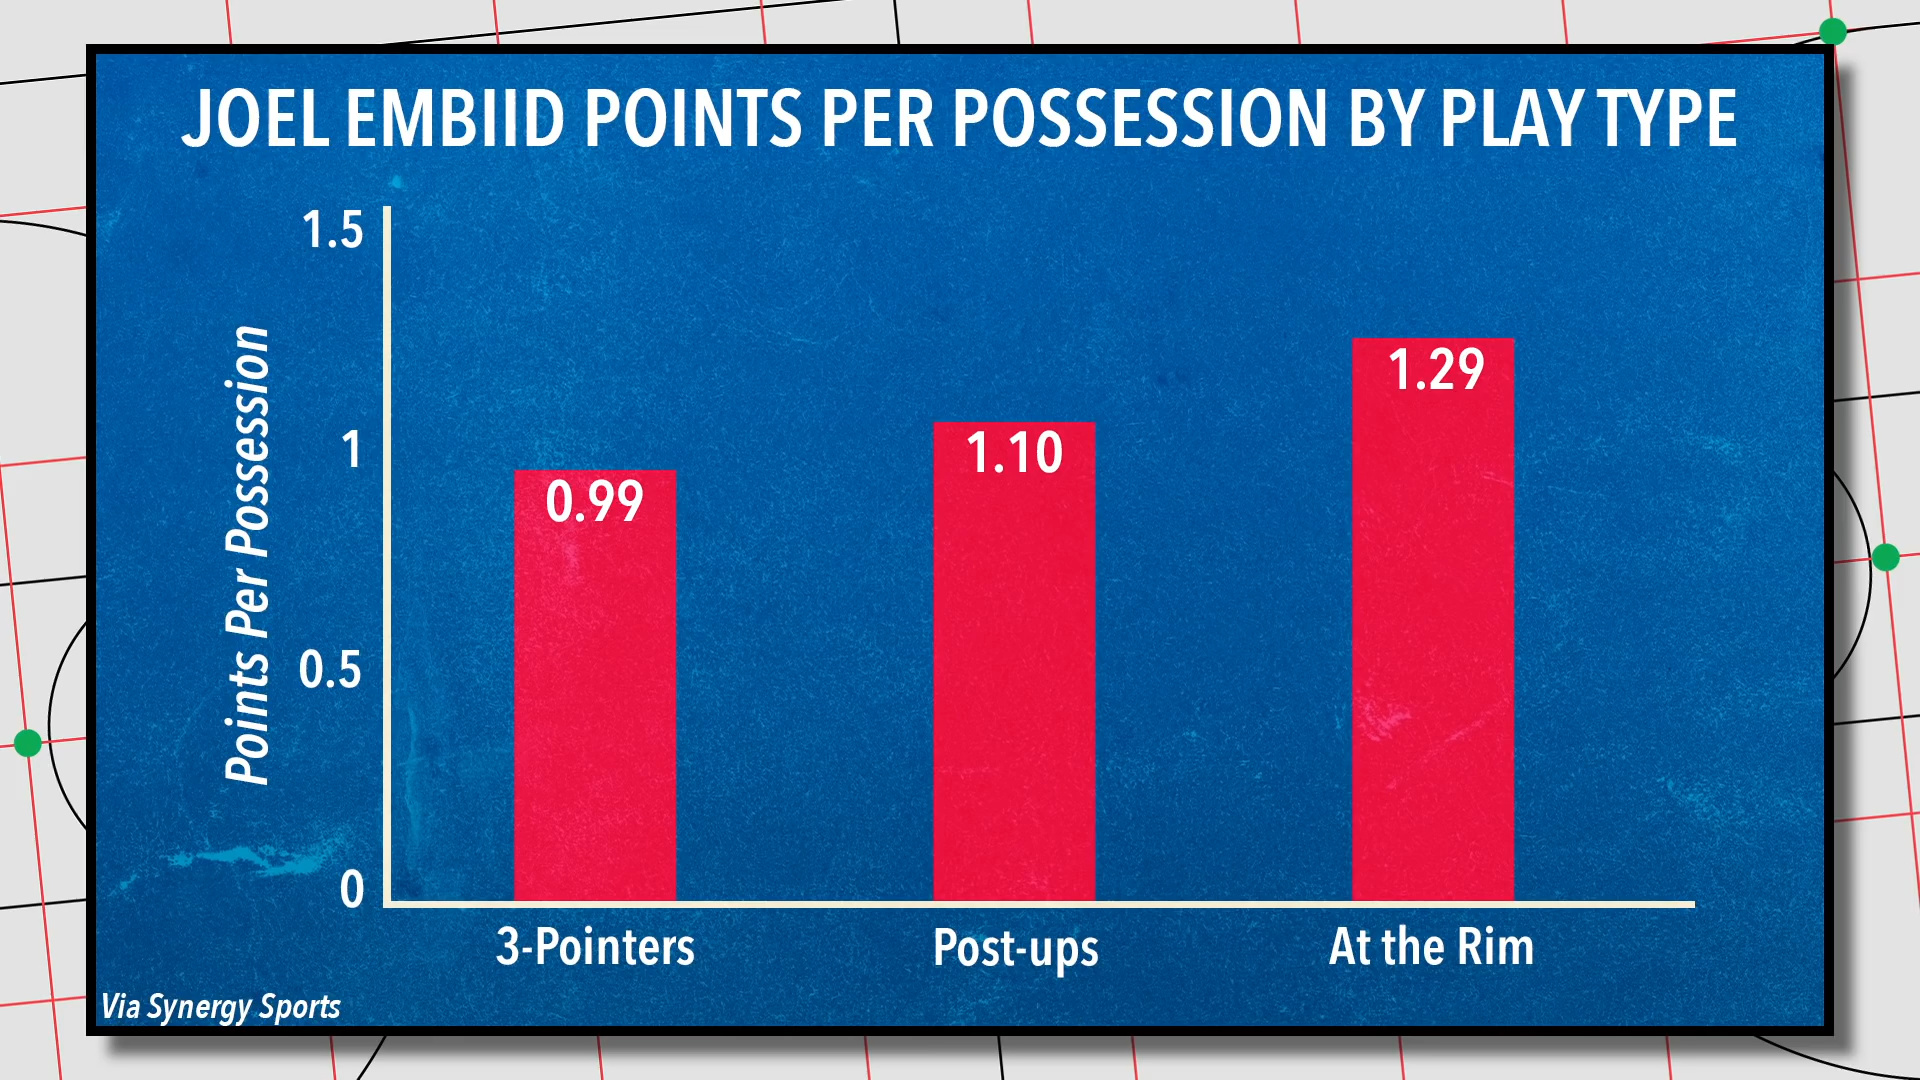 JOEL EMBIID POINTS PER POSSESSION BY PLAY TYPE
1.5
1
0.5
0
Points Per Possession
0.99
1.10
1.29
3-Pointers
Post-ups
At the Rim
Via Synergy Sports